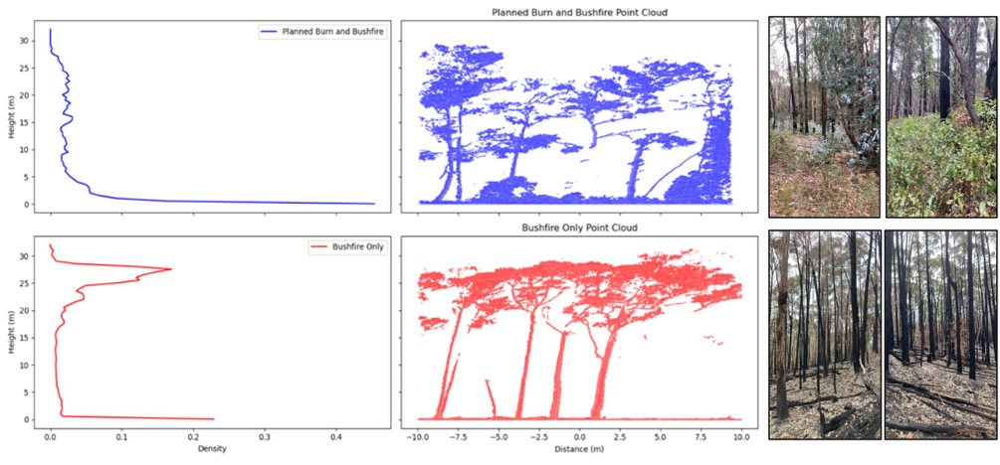 Planned Burn and Bushfire Point Cloud
Planned Burn and Bushfire
30
25
20
15
10
5
0
Height (m)
Bushfire Only Point Cloud
Bushfire Only
30
25
20
15
10
5
0
Height (m)
0.0 0.1 0.2 0.3 0.4
Density
−10.0 −7.5 −5.0 −2.5 0.0 2.5 5.0 7.5 10.0
Distance (m)